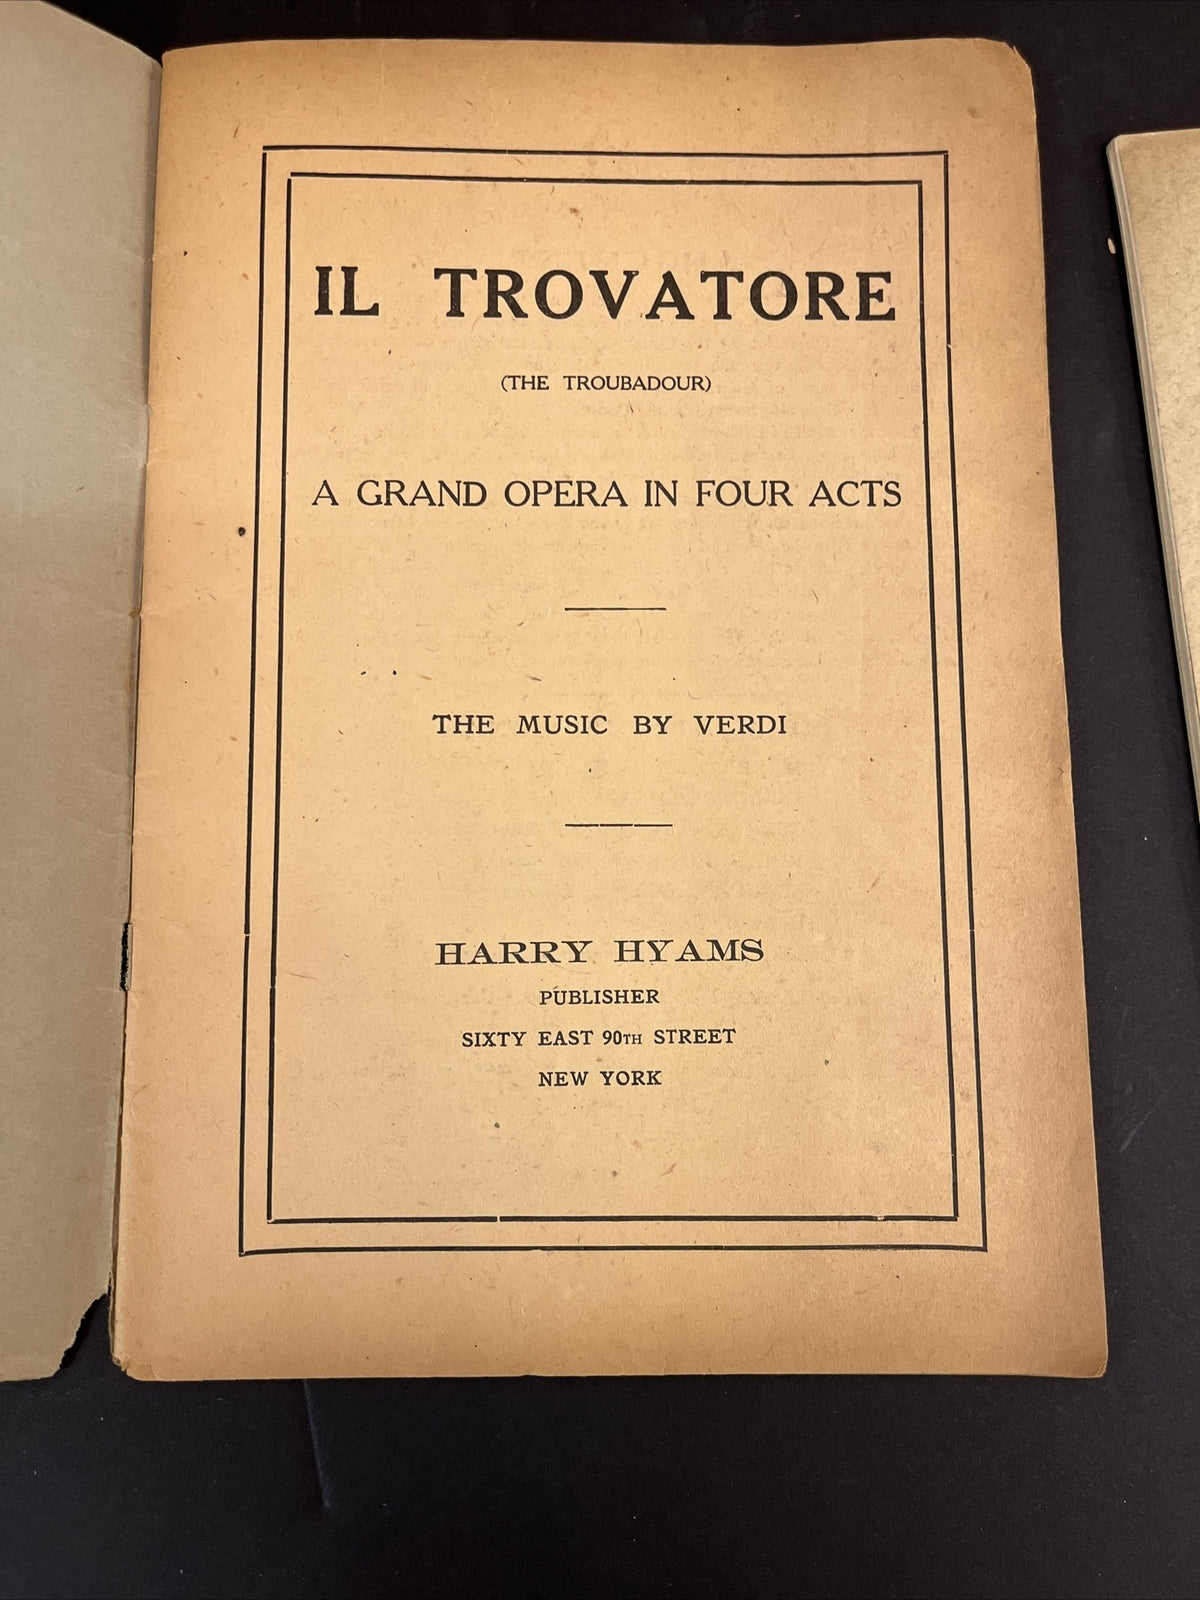 IL TROVATORE
(THE TROUBADOUR)
A GRAND OPERA IN FOUR ACTS
THE MUSIC BY VERDI
HARRY HYAMS
PUBLISHER
SIXTY EAST 90TH STREET
NEW YORK